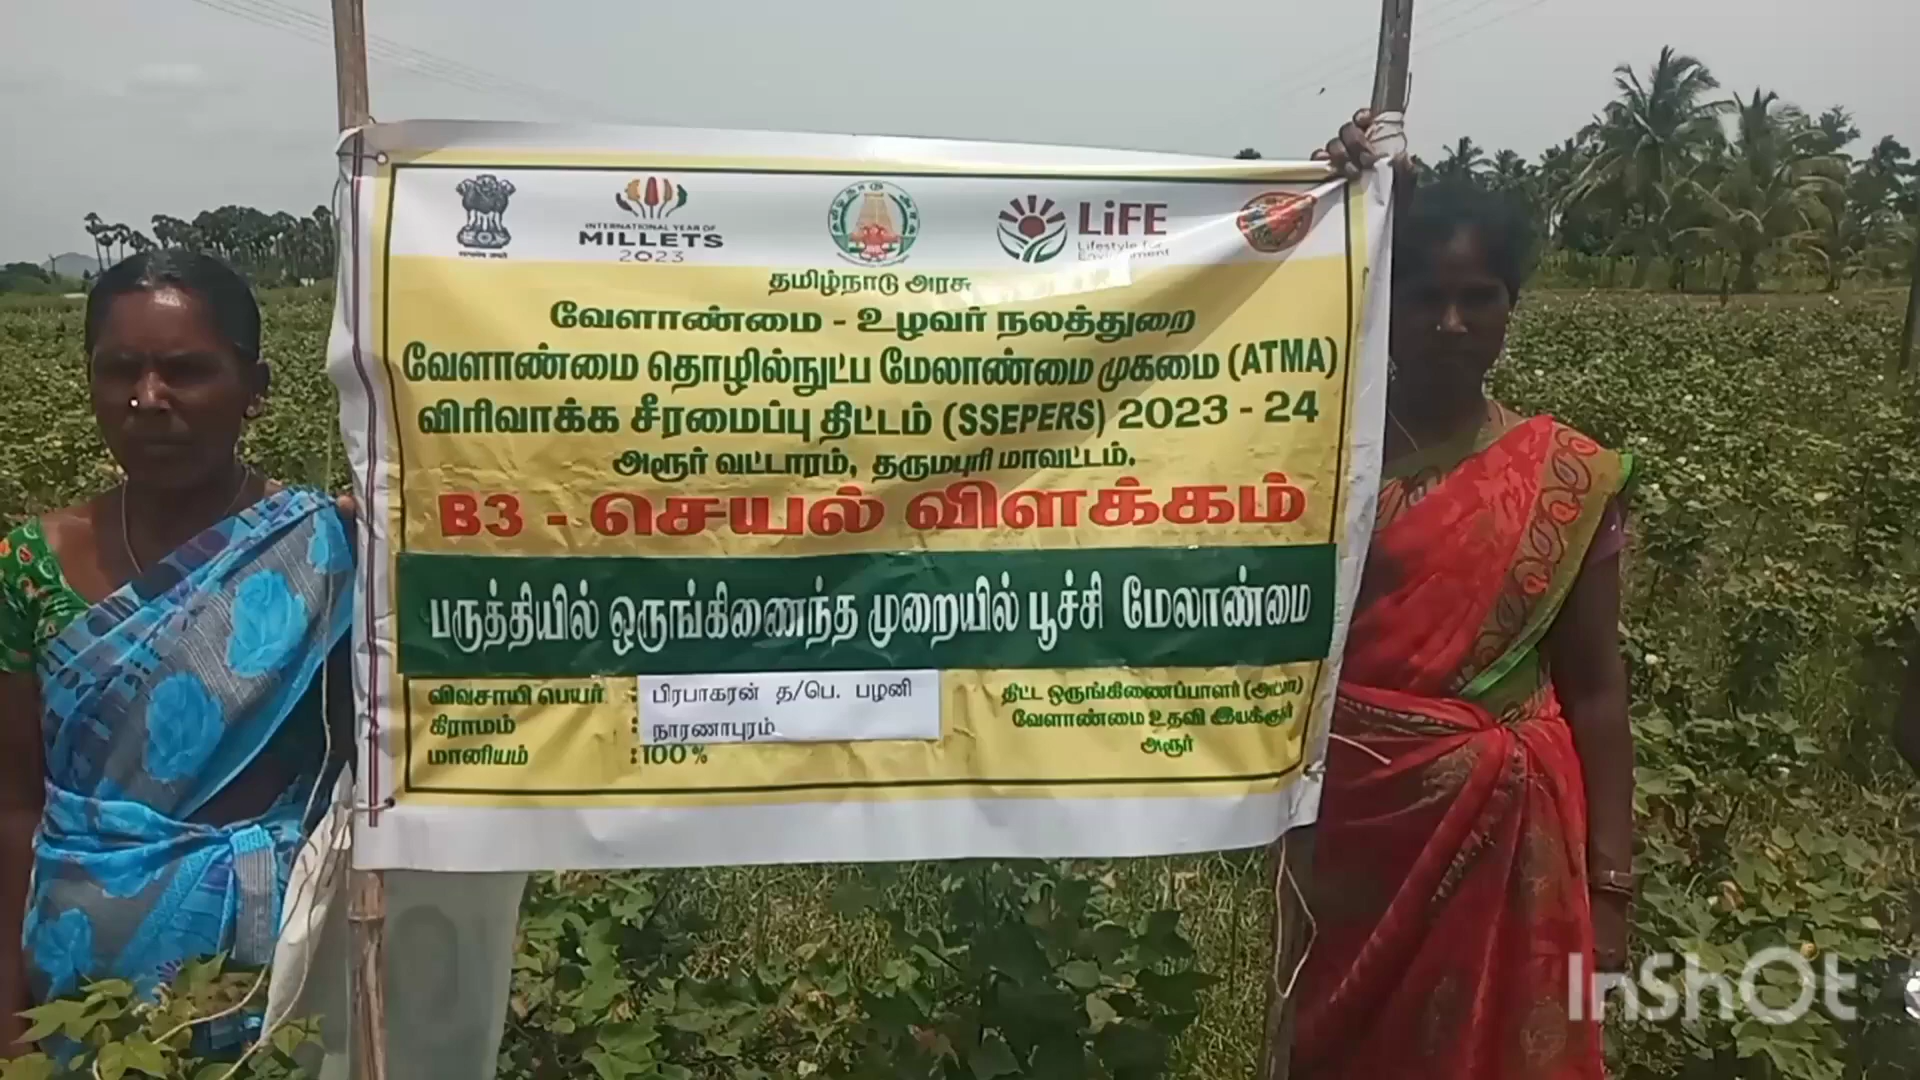 INTERNATIONAL YEAR OF
MILLETS
2023
LiFE
Lifestyle for
Environment
தமிழ்நாடு அரசு
வேளாண்மை - உழவர் நலத்துறை
வேளாண்மை தொழில்நுட்ப மேலாண்மை முகமை (ATMA)
விரிவாக்க சீரமைப்பு திட்டம் (SSEPERS) 2023 - 24
அரூர் வட்டாரம், தருமபுரி மாவட்டம்.
B3 - செயல் விளக்கம்
பருத்தியில் ஒருங்கிணைந்த முறையில் பூச்சி மேலாண்மை
விவசாயி பெயர் : பிரபாகரன் த/பெ. பழனி
கிராமம் : நாரணாபுரம்
மானியம் : 100 %
திட்ட ஒருங்கிணைப்பாளர் (அட்மா)
வேளாண்மை உதவி இயக்குநர்
அரூர்
InShOt